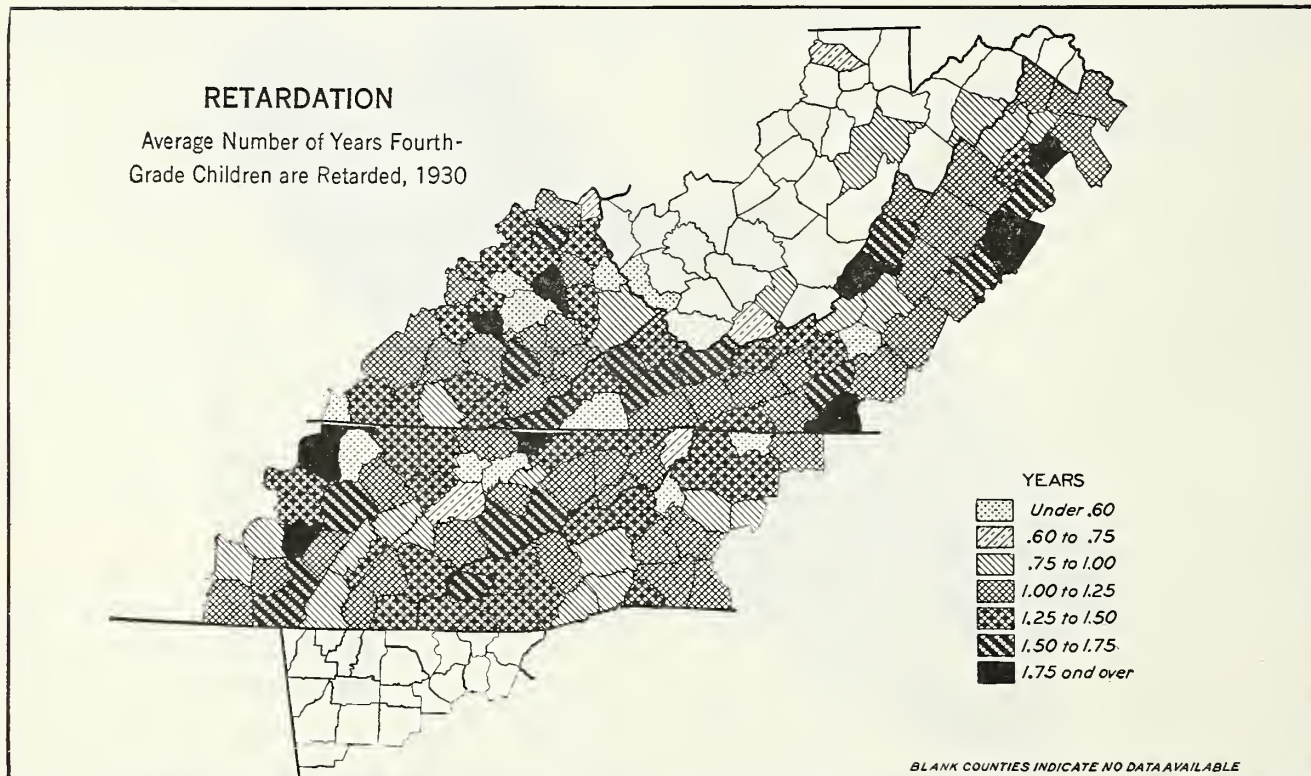 RETARDATION
Average Number of Years Fourth-
Grade Children are Retarded, 1930
YEARS
Under .60
.60 to .75
.75 to 1.00
1.00 to 1.25
1.25 to 1.50
1.50 to 1.75
1.75 and over
BLANK COUNTIES INDICATE NO DATA AVAILABLE